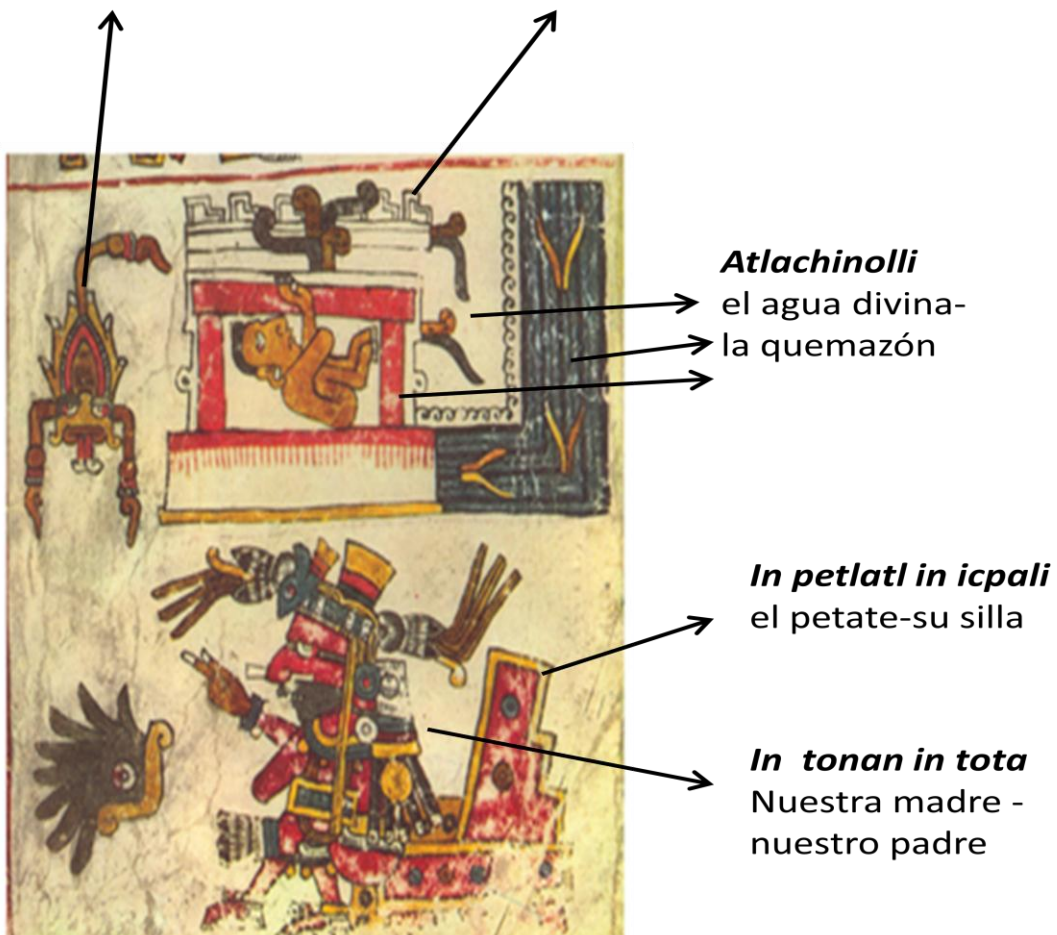 Atlachinolli
el agua divina-
la quemazón
In petlatl in icpali
el petate-su silla
In tonan in tota
Nuestra madre -
nuestro padre